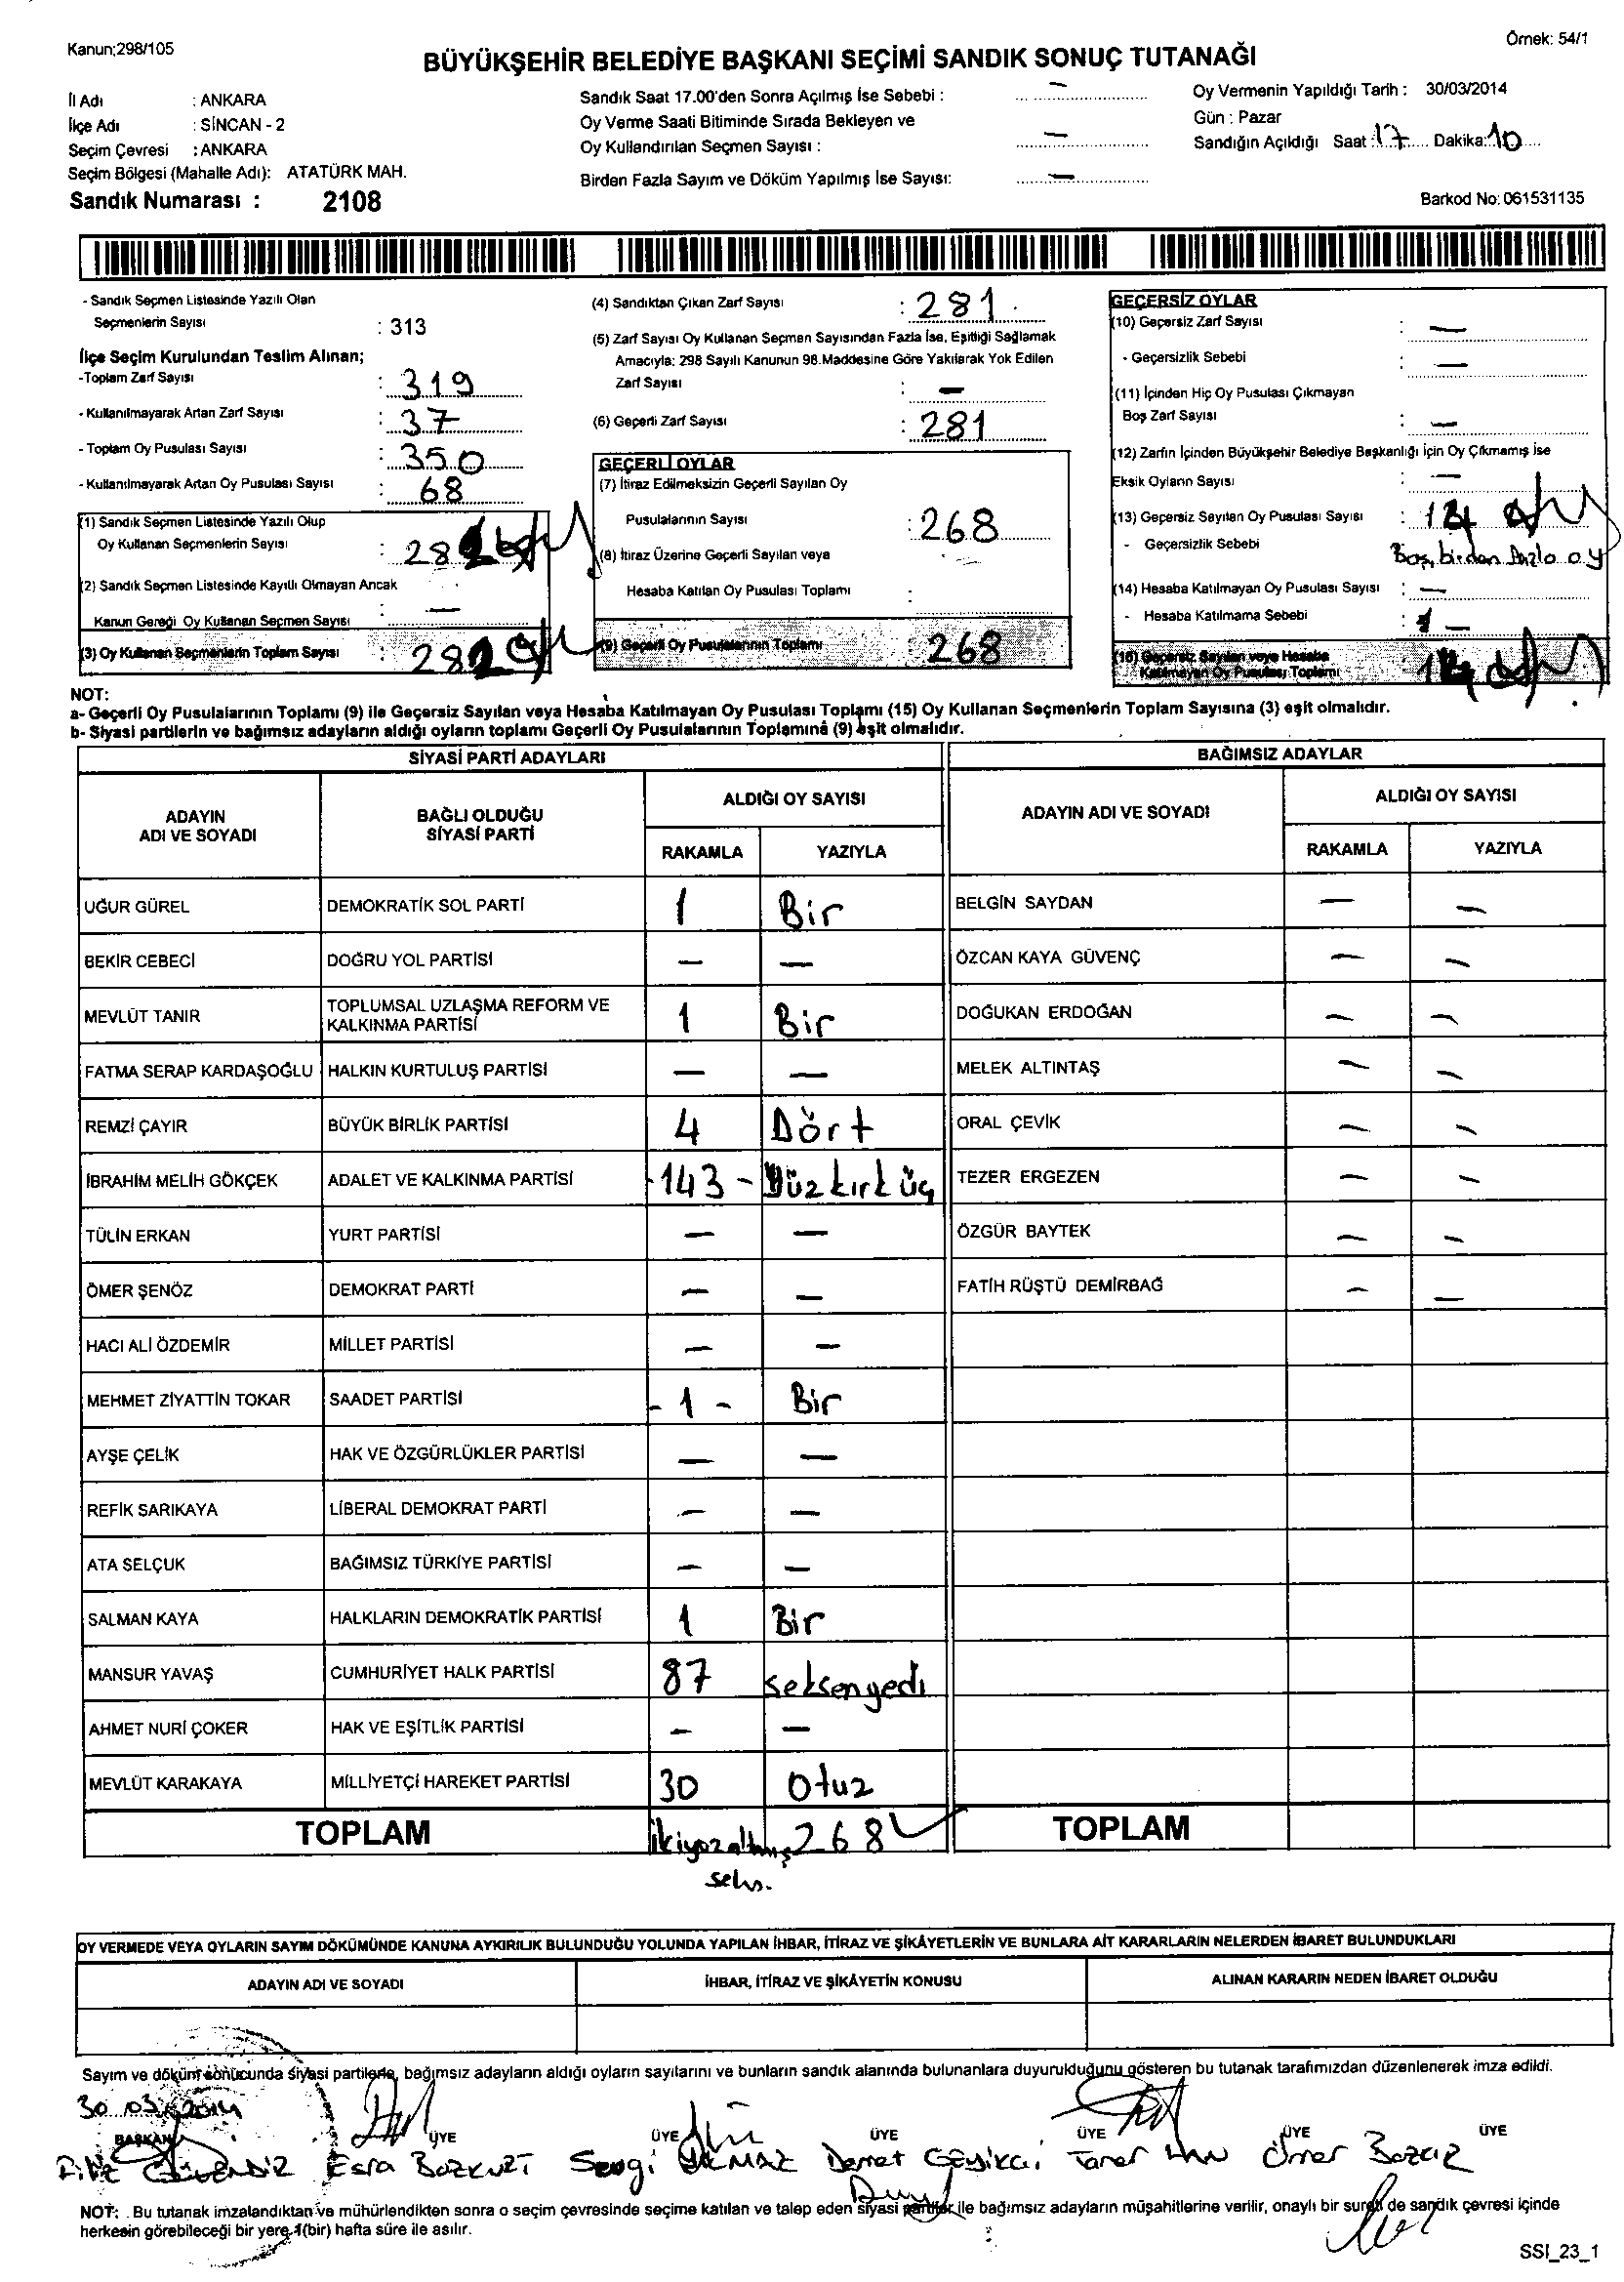 Kanun;298/105
Örnek: 54/1
BÜYÜKŞEHİR BELEDİYE BAŞKANI SEÇİMİ SANDIK SONUÇ TUTANAĞI
İl Adı : ANKARA
İlçe Adı : SİNCAN - 2
Seçim Çevresi : ANKARA
Seçim Bölgesi (Mahalle Adı): ATATÜRK MAH.
Sandık Numarası : 2108
Sandık Saat 17.00'den Sonra Açılmış İse Sebebi : —
Oy Verme Saati Bitiminde Sırada Bekleyen ve
Oy Kullandırılan Seçmen Sayısı : —
Birden Fazla Sayım ve Döküm Yapılmış İse Sayısı: —
Oy Vermenin Yapıldığı Tarih : 30/03/2014
Gün : Pazar
Sandığın Açıldığı Saat : 17 Dakika: 10
Barkod No: 061531135
- Sandık Seçmen Listesinde Yazılı Olan
Seçmenlerin Sayısı : 313
İlçe Seçim Kurulundan Teslim Alınan;
-Toplam Zarf Sayısı : 319
- Kullanılmayarak Artan Zarf Sayısı : 37
- Toplam Oy Pusulası Sayısı : 350
- Kullanılmayarak Artan Oy Pusulası Sayısı : 68
(1) Sandık Seçmen Listesinde Yazılı Olup
Oy Kullanan Seçmenlerin Sayısı :
(2) Sandık Seçmen Listesinde Kayıtlı Olmayan Ancak
Kanun Gereği Oy Kullanan Seçmen Sayısı : —
(3) Oy Kullanan Seçmenlerin Toplam Sayısı :
(4) Sandıktan Çıkan Zarf Sayısı : 281
(5) Zarf Sayısı Oy Kullanan Seçmen Sayısından Fazla İse, Eşitliği Sağlamak
Amacıyla; 298 Sayılı Kanunun 98.Maddesine Göre Yakılarak Yok Edilen
Zarf Sayısı : —
(6) Geçerli Zarf Sayısı : 281
GEÇERLİ OYLAR
(7) İtiraz Edilmeksizin Geçerli Sayılan Oy
Pusulalarının Sayısı : 268
(8) İtiraz Üzerine Geçerli Sayılan veya
Hesaba Katılan Oy Pusulası Toplamı :
(9) Geçerli Oy Pusulalarının Toplamı : 268
GEÇERSİZ OYLAR
(10) Geçersiz Zarf Sayısı : —
- Geçersizlik Sebebi : —
(11) İçinden Hiç Oy Pusulası Çıkmayan
Boş Zarf Sayısı : —
(12) Zarfın İçinden Büyükşehir Belediye Başkanlığı İçin Oy Çıkmamış İse
Eksik Oyların Sayısı : —
(13) Geçersiz Sayılan Oy Pusulası Sayısı :
- Geçersizlik Sebebi Boş, birden fazla oy
(14) Hesaba Katılmayan Oy Pusulası Sayısı : —
- Hesaba Katılmama Sebebi : —
(15) Geçersiz Sayılan veya Hesaba
Katılmayan Oy Pusulası Toplamı :
NOT:
a- Geçerli Oy Pusulalarının Toplamı (9) ile Geçersiz Sayılan veya Hesaba Katılmayan Oy Pusulası Toplamı (15) Oy Kullanan Seçmenlerin Toplam Sayısına (3) eşit olmalıdır.
b- Siyasi partilerin ve bağımsız adayların aldığı oyların toplamı Geçerli Oy Pusulalarının Toplamına (9) eşit olmalıdır.
SİYASİ PARTİ ADAYLARI BAĞIMSIZ ADAYLAR
ADAYIN ADI VE SOYADI BAĞLI OLDUĞU SİYASİ PARTİ ALDIĞI OY SAYISI ADAYIN ADI VE SOYADI ALDIĞI OY SAYISI
RAKAMLA YAZIYLA RAKAMLA YAZIYLA
UĞUR GÜREL DEMOKRATİK SOL PARTİ 1 Bir BELGİN SAYDAN — —
BEKİR CEBECİ DOĞRU YOL PARTİSİ — — ÖZCAN KAYA GÜVENÇ — —
MEVLÜT TANIR TOPLUMSAL UZLAŞMA REFORM VE KALKINMA PARTİSİ 1 Bir DOĞUKAN ERDOĞAN — —
FATMA SERAP KARDAŞOĞLU HALKIN KURTULUŞ PARTİSİ — — MELEK ALTINTAŞ — —
REMZİ ÇAYIR BÜYÜK BİRLİK PARTİSİ 4 Dört ORAL ÇEVİK — —
İBRAHİM MELİH GÖKÇEK ADALET VE KALKINMA PARTİSİ -143- Yüzkırküç TEZER ERGEZEN — —
TÜLİN ERKAN YURT PARTİSİ — — ÖZGÜR BAYTEK — —
ÖMER ŞENÖZ DEMOKRAT PARTİ — — FATİH RÜŞTÜ DEMİRBAĞ — —
HACI ALİ ÖZDEMİR MİLLET PARTİSİ — —
MEHMET ZİYATTİN TOKAR SAADET PARTİSİ -1- Bir
AYŞE ÇELİK HAK VE ÖZGÜRLÜKLER PARTİSİ — —
REFİK SARIKAYA LİBERAL DEMOKRAT PARTİ — —
ATA SELÇUK BAĞIMSIZ TÜRKİYE PARTİSİ — —
SALMAN KAYA HALKLARIN DEMOKRATİK PARTİSİ 1 Bir
MANSUR YAVAŞ CUMHURİYET HALK PARTİSİ 87 seksenyedi
AHMET NURİ ÇOKER HAK VE EŞİTLİK PARTİSİ — —
MEVLÜT KARAKAYA MİLLİYETÇİ HAREKET PARTİSİ 30 Otuz
TOPLAM ikiyüzaltmış 268 TOPLAM
OY VERMEDE VEYA OYLARIN SAYIM DÖKÜMÜNDE KANUNA AYKIRILIK BULUNDUĞU YOLUNDA YAPILAN İHBAR, İTİRAZ VE ŞİKÂYETLERİN VE BUNLARA AİT KARARLARIN NELERDEN İBARET BULUNDUKLARI
ADAYIN ADI VE SOYADI İHBAR, İTİRAZ VE ŞİKÂYETİN KONUSU ALINAN KARARIN NEDEN İBARET OLDUĞU
Sayım ve döküm sonucunda siyasi partilerle, bağımsız adayların aldığı oyların sayılarını ve bunların sandık alanında bulunanlara duyurulduğunu gösteren bu tutanak tarafımızdan düzenlenerek imza edildi.
30.03.2014
BAŞKAN ÜYE ÜYE ÜYE ÜYE ÜYE ÜYE
Filiz Esra BOZKURT Sevgi YILMAZ Demet Geyikci Taner HAN Ömer
NOT: Bu tutanak imzalandıktan ve mühürlendikten sonra o seçim çevresinde seçime katılan ve talep eden siyasi partiler ile bağımsız adayların müşahitlerine verilir, onaylı bir sureti de sandık çevresi içinde
herkesin görebileceği bir yere 1(bir) hafta süre ile asılır.
SSI_23_1